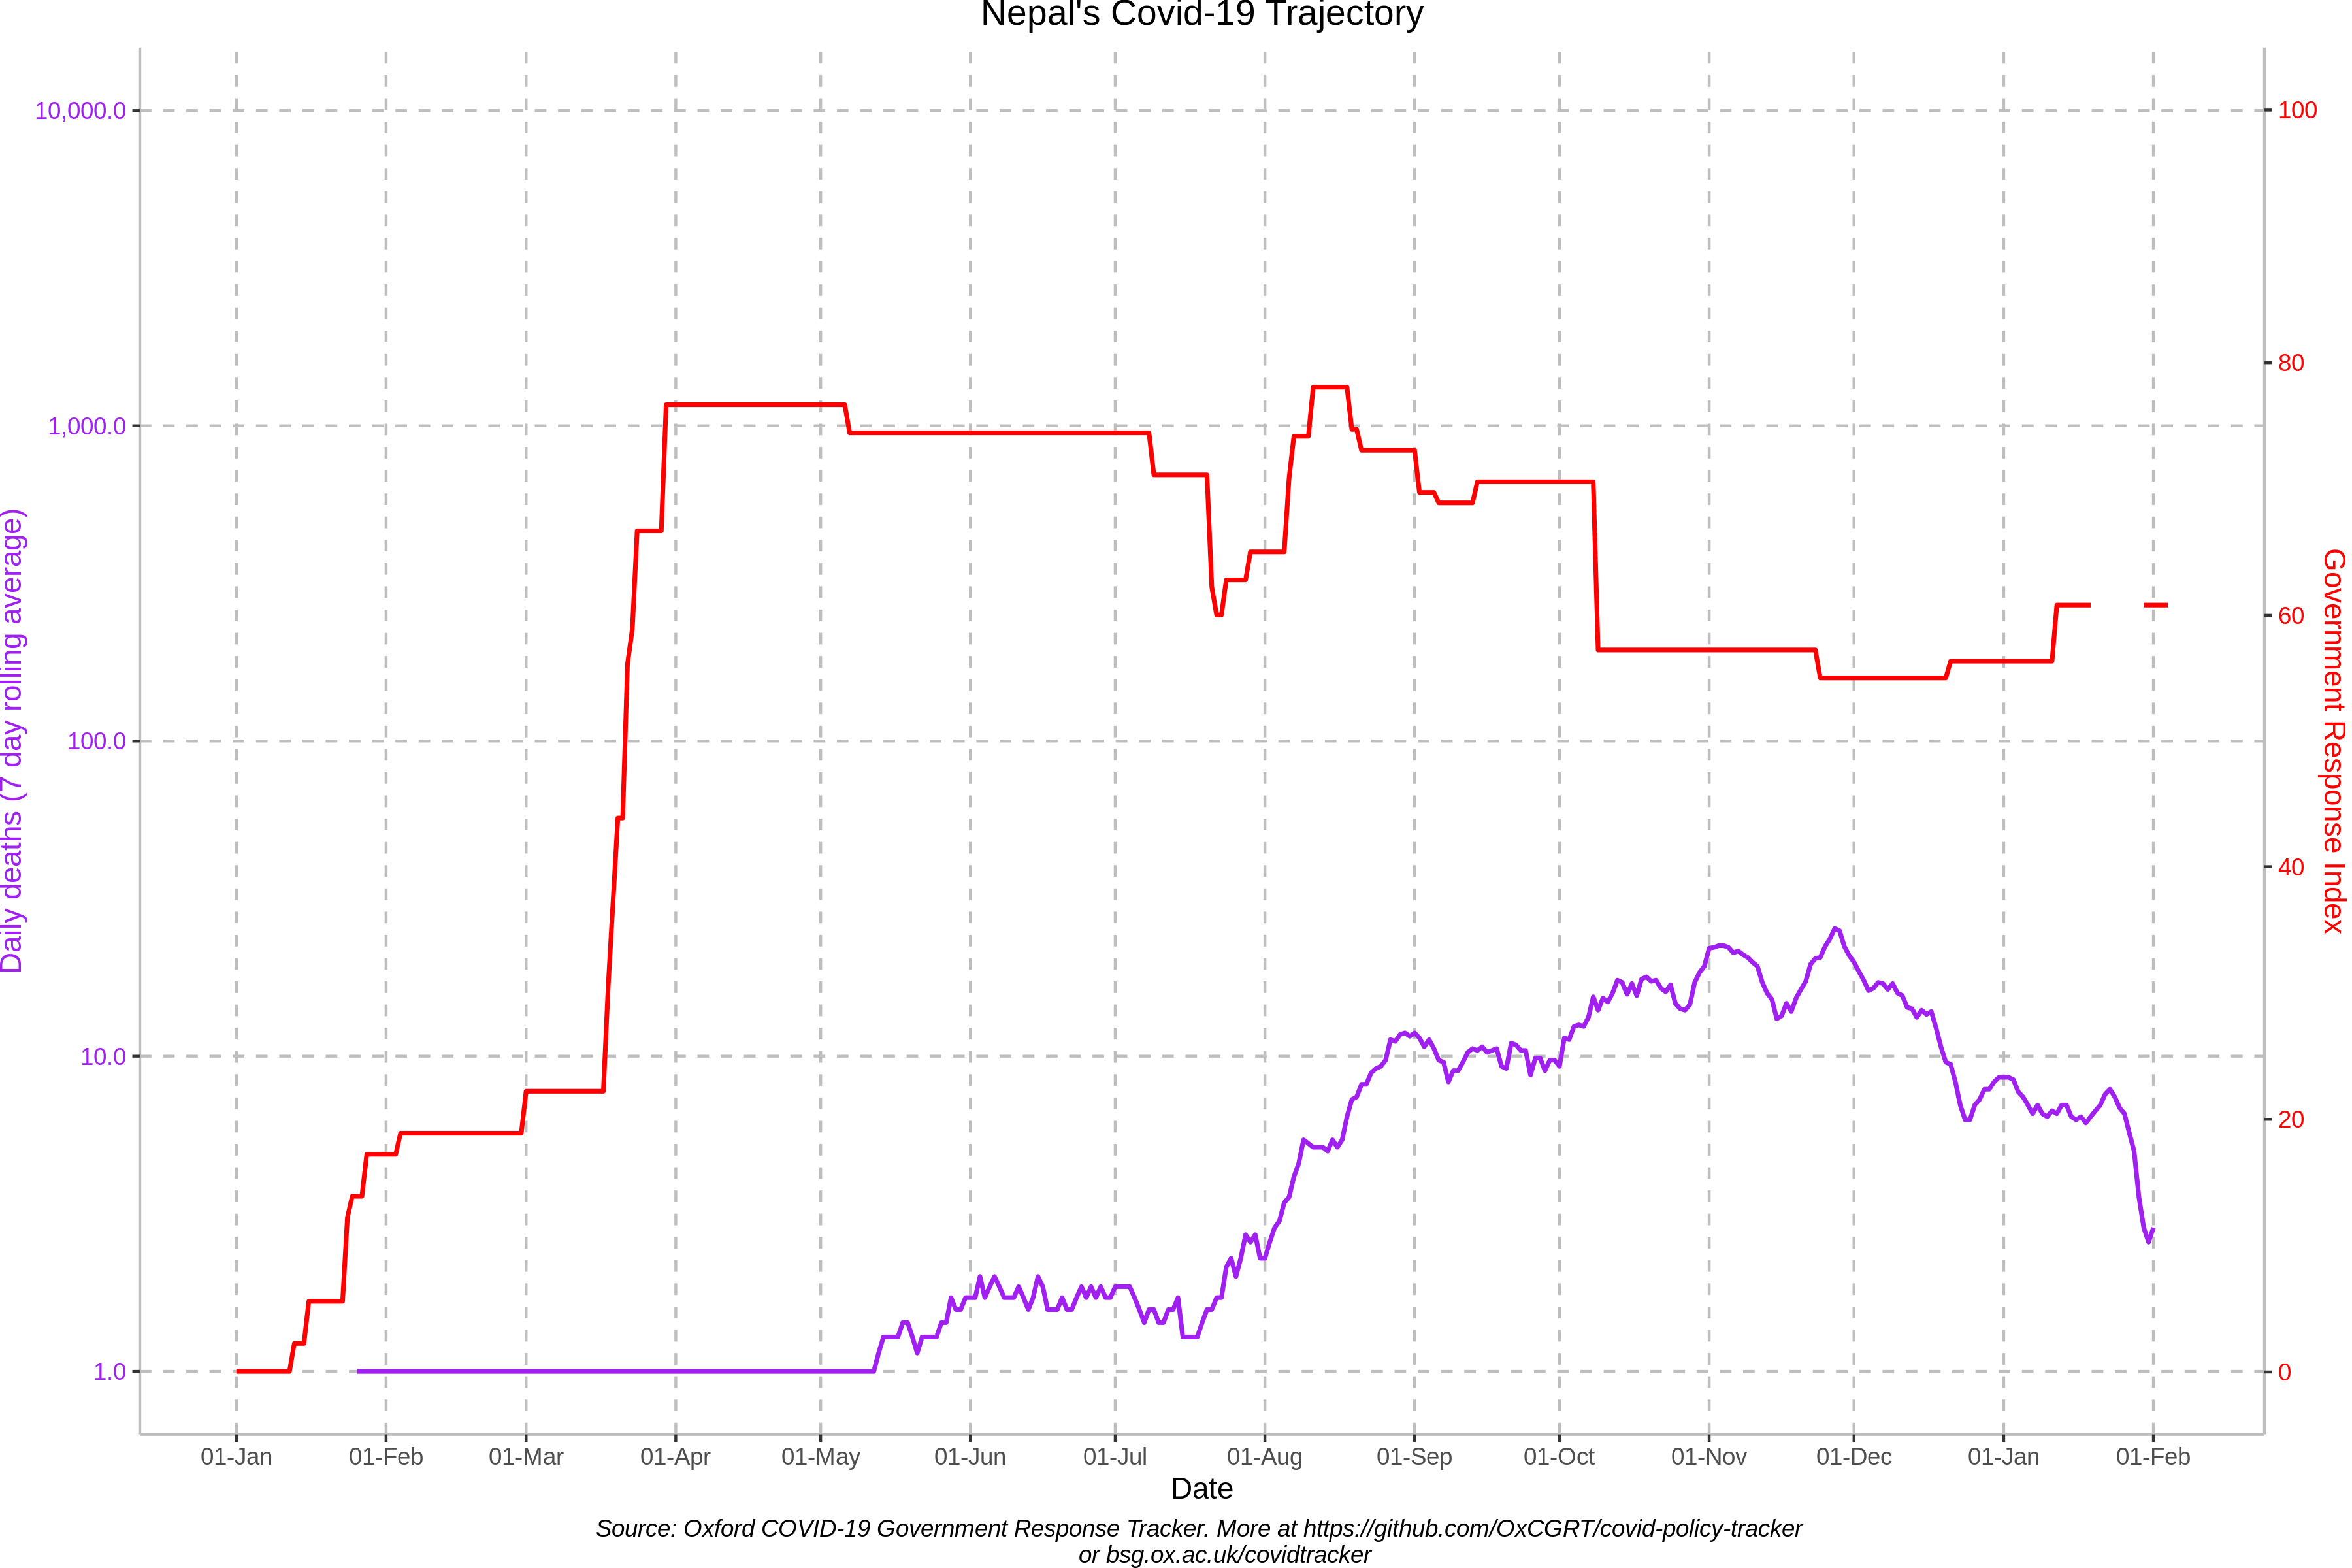 Nepal's Covid-19 Trajectory
Daily deaths (7 day rolling average)
10,000.0
1,000.0
100.0
10.0
1.0
100
80
60
40
20
0
Government Response Index
01-Jan 01-Feb 01-Mar 01-Apr 01-May 01-Jun 01-Jul 01-Aug 01-Sep 01-Oct 01-Nov 01-Dec 01-Jan 01-Feb
Date
Source: Oxford COVID-19 Government Response Tracker. More at https://github.com/OxCGRT/covid-policy-tracker
or bsg.ox.ac.uk/covidtracker